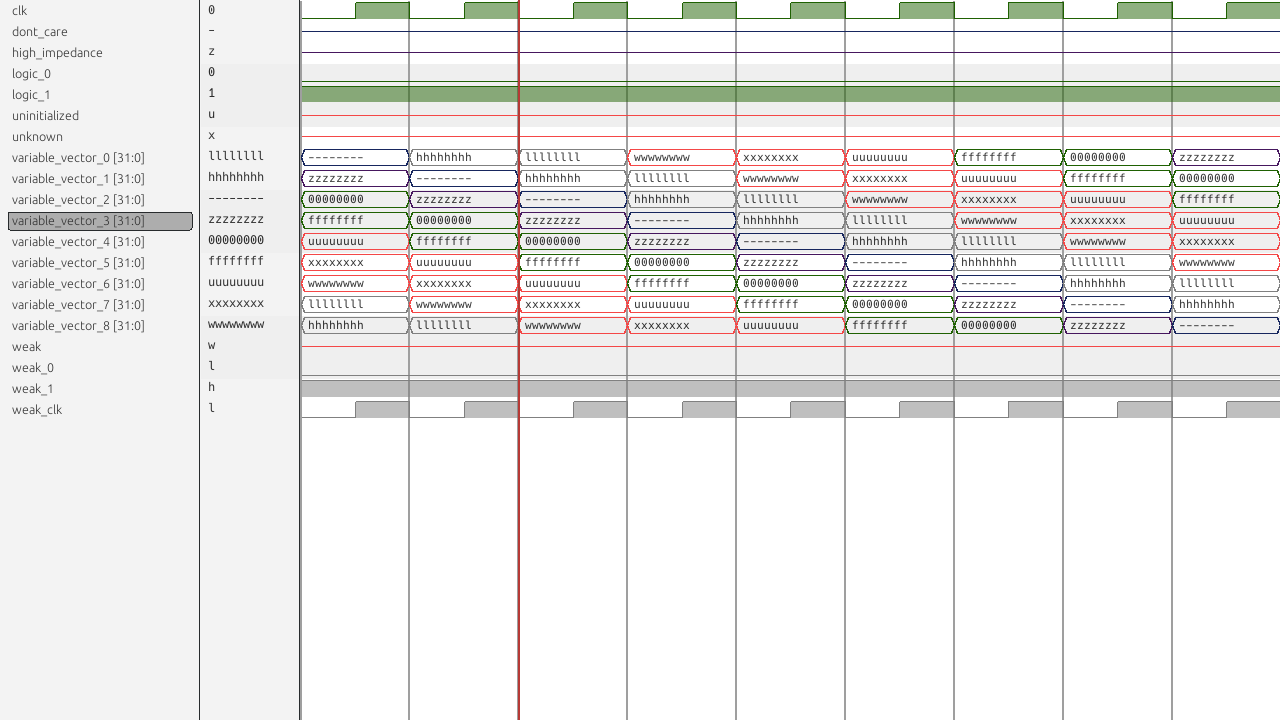 clk 0
dont_care -
high_impedance z
logic_0 0
logic_1 1
uninitialized u
unknown x
variable_vector_0 [31:0] llllllll -------- hhhhhhhh llllllll wwwwwwww xxxxxxxx uuuuuuuu ffffffff 00000000 zzzzzzzz
variable_vector_1 [31:0] hhhhhhhh zzzzzzzz -------- hhhhhhhh llllllll wwwwwwww xxxxxxxx uuuuuuuu ffffffff 00000000
variable_vector_2 [31:0] -------- 00000000 zzzzzzzz -------- hhhhhhhh llllllll wwwwwwww xxxxxxxx uuuuuuuu ffffffff
variable_vector_3 [31:0] zzzzzzzz ffffffff 00000000 zzzzzzzz -------- hhhhhhhh llllllll wwwwwwww xxxxxxxx uuuuuuuu
variable_vector_4 [31:0] 00000000 uuuuuuuu ffffffff 00000000 zzzzzzzz -------- hhhhhhhh llllllll wwwwwwww xxxxxxxx
variable_vector_5 [31:0] ffffffff xxxxxxxx uuuuuuuu ffffffff 00000000 zzzzzzzz -------- hhhhhhhh llllllll wwwwwwww
variable_vector_6 [31:0] uuuuuuuu wwwwwwww xxxxxxxx uuuuuuuu ffffffff 00000000 zzzzzzzz -------- hhhhhhhh llllllll
variable_vector_7 [31:0] xxxxxxxx llllllll wwwwwwww xxxxxxxx uuuuuuuu ffffffff 00000000 zzzzzzzz -------- hhhhhhhh
variable_vector_8 [31:0] wwwwwwww hhhhhhhh llllllll wwwwwwww xxxxxxxx uuuuuuuu ffffffff 00000000 zzzzzzzz --------
weak w
weak_0 l
weak_1 h
weak_clk l